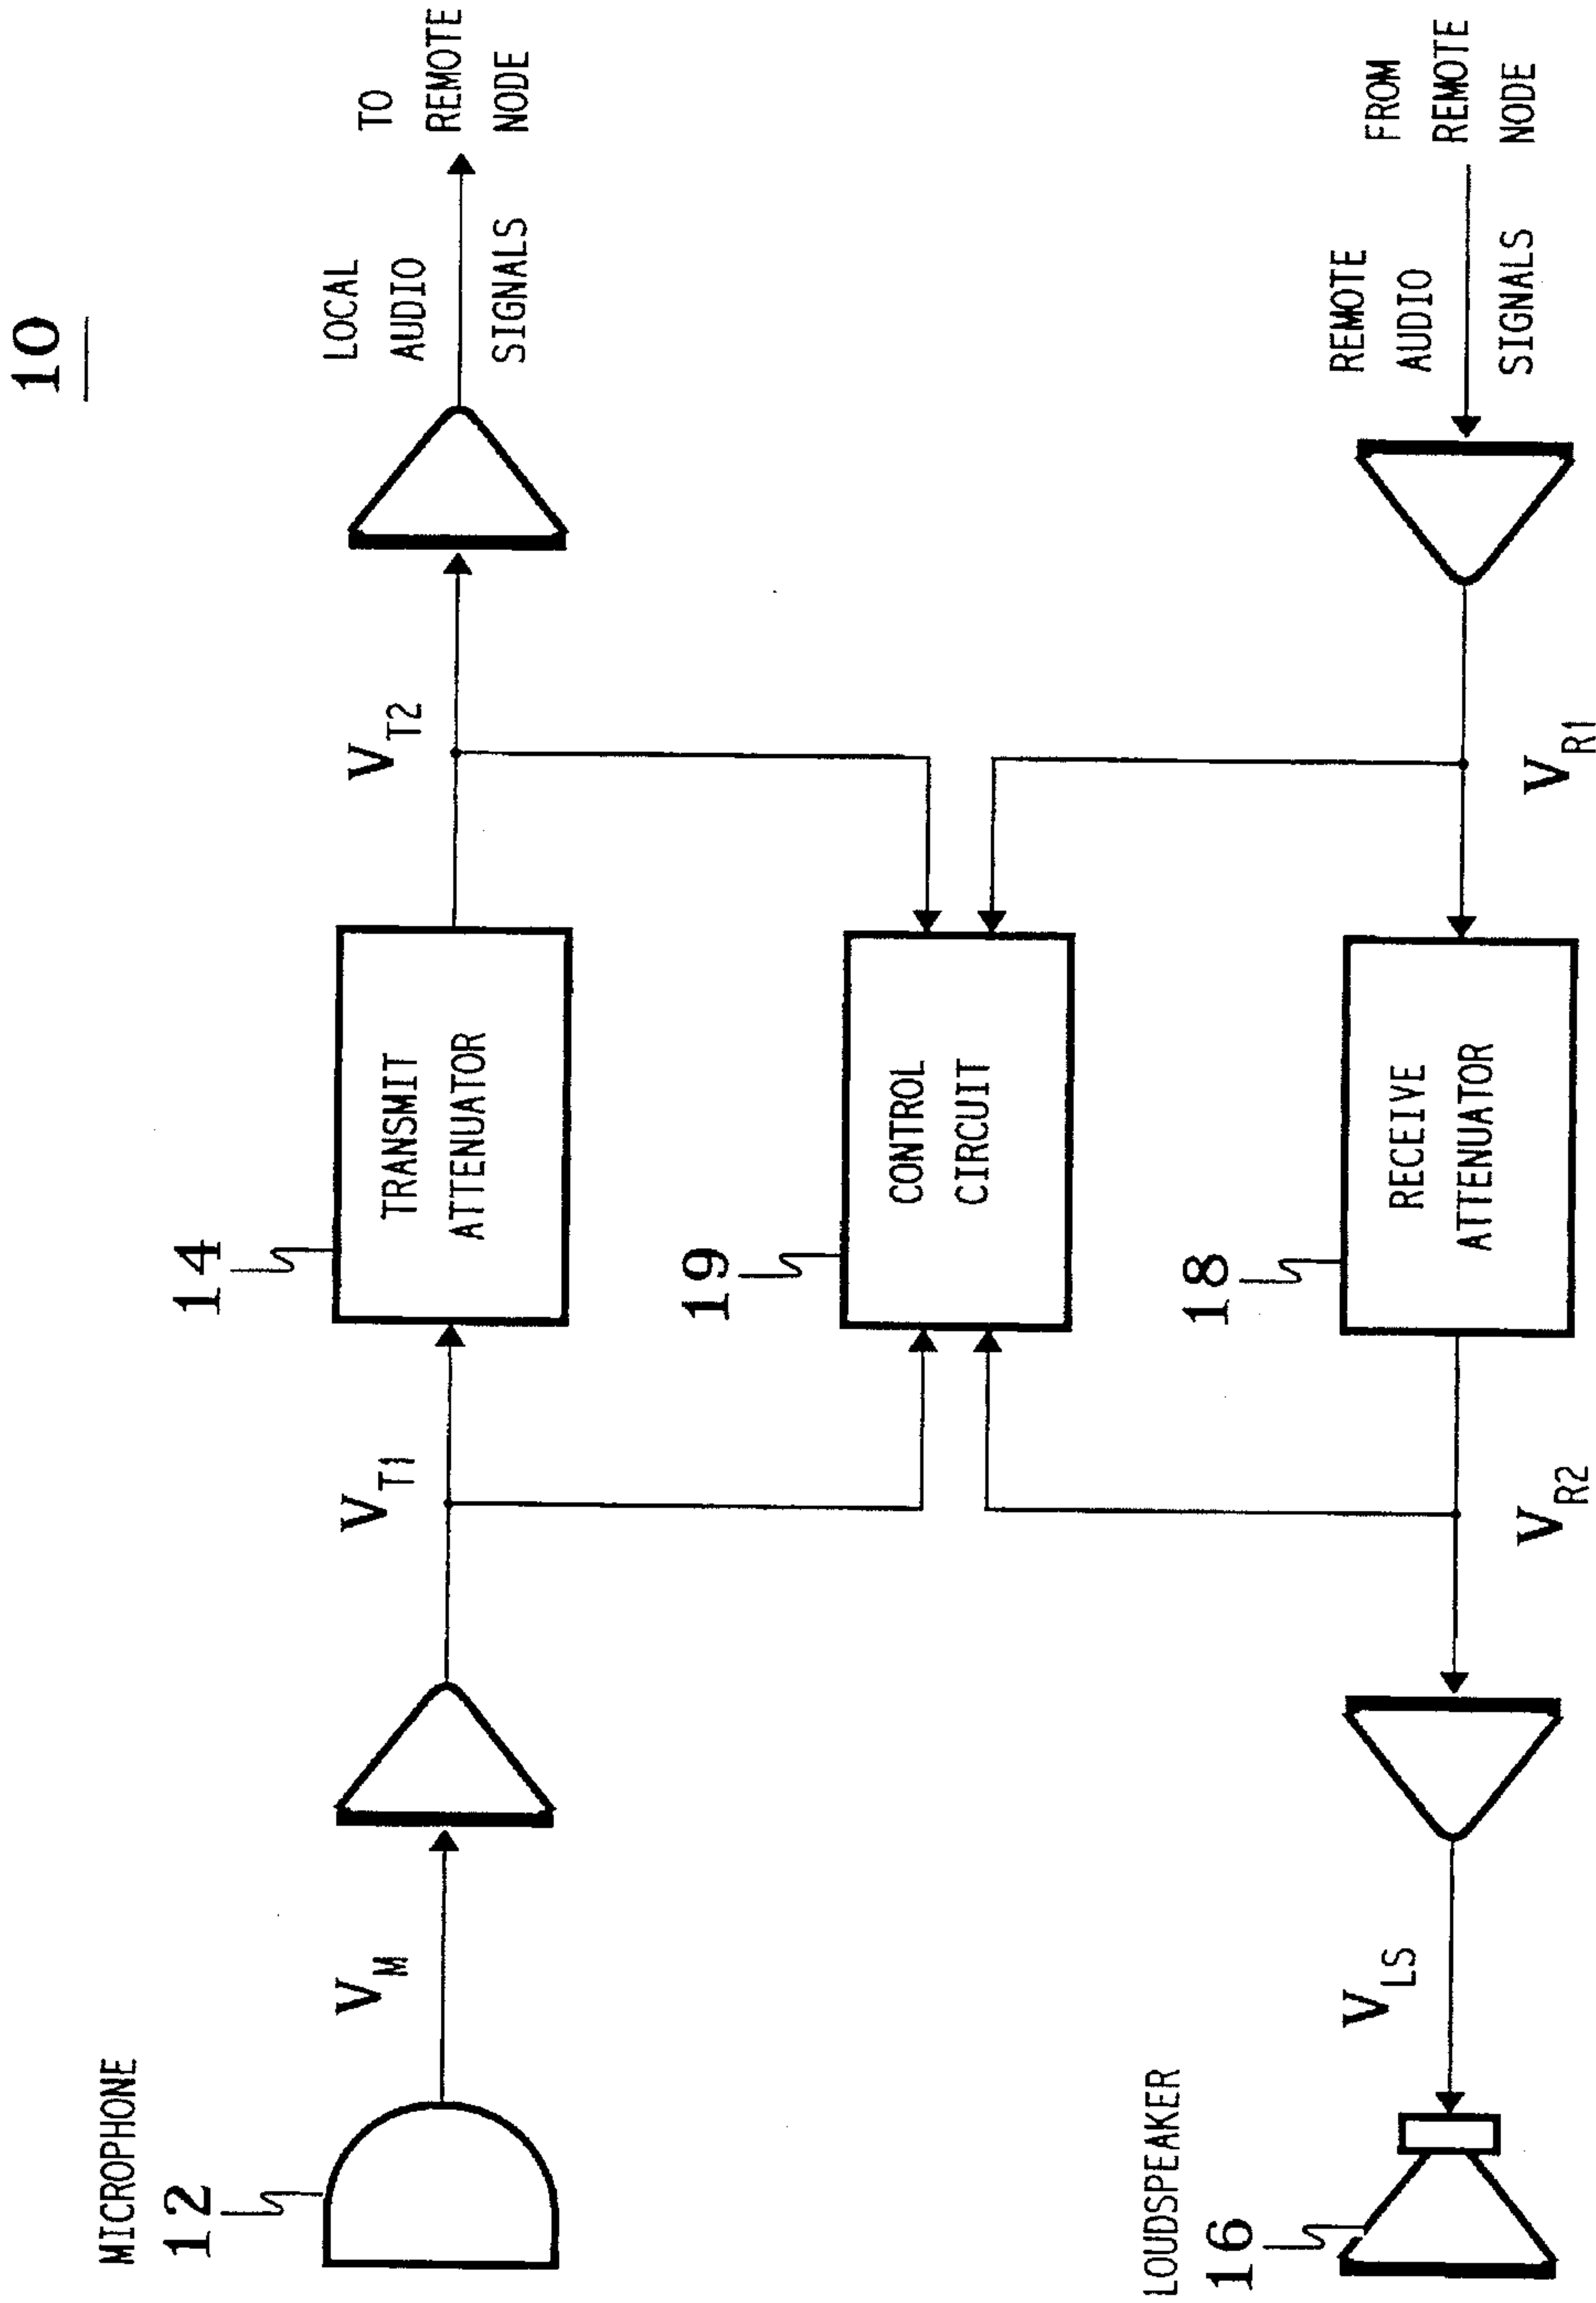 10
MICROPHONE
12
V_M
V_T1
14
TRANSMIT
ATTENUATOR
V_T2
LOCAL
AUDIO
SIGNALS
TO
REMOTE
NODE
19
CONTROL
CIRCUIT
LOUDSPEAKER
16
V_LS
V_R2
18
RECEIVE
ATTENUATOR
V_R1
REMOTE
AUDIO
SIGNALS
FROM
REMOTE
NODE